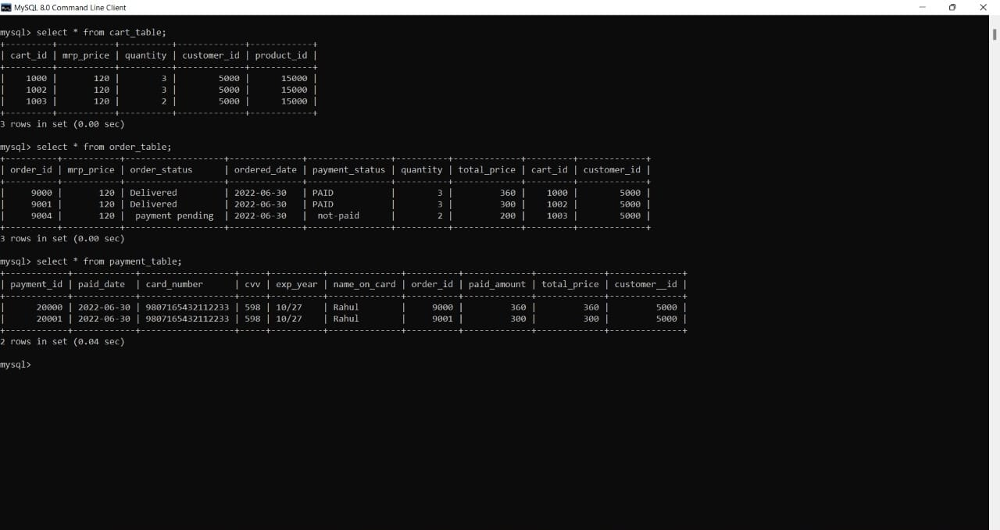 MySQL 8.0 Command Line Client
mysql> select * from cart_table;
+---------+-----------+----------+-------------+------------+
| cart_id | mrp_price | quantity | customer_id | product_id |
+---------+-----------+----------+-------------+------------+
|    1000 |       120 |        3 |        5000 |      15000 |
|    1002 |       120 |        3 |        5000 |      15000 |
|    1003 |       120 |        2 |        5000 |      15000 |
+---------+-----------+----------+-------------+------------+
3 rows in set (0.00 sec)
mysql> select * from order_table;
+----------+-----------+-------------------+--------------+----------------+----------+-------------+---------+-------------+
| order_id | mrp_price | order_status      | ordered_date | payment_status | quantity | total_price | cart_id | customer_id |
+----------+-----------+-------------------+--------------+----------------+----------+-------------+---------+-------------+
|     9000 |       120 | Delivered         | 2022-06-30   | PAID           |        3 |         360 |    1000 |        5000 |
|     9001 |       120 | Delivered         | 2022-06-30   | PAID           |        3 |         300 |    1002 |        5000 |
|     9004 |       120 |  payment pending  | 2022-06-30   |  not-paid      |        2 |         200 |    1003 |        5000 |
+----------+-----------+-------------------+--------------+----------------+----------+-------------+---------+-------------+
3 rows in set (0.00 sec)
mysql> select * from payment_table;
+------------+------------+------------------+-----+----------+--------------+----------+-------------+-------------+--------------+
| payment_id | paid_date  | card_number      | cvv | exp_year | name_on_card | order_id | paid_amount | total_price | customer__id |
+------------+------------+------------------+-----+----------+--------------+----------+-------------+-------------+--------------+
|      20000 | 2022-06-30 | 9807165432112233 | 598 | 10/27    | Rahul        |     9000 |         360 |         360 |         5000 |
|      20001 | 2022-06-30 | 9807165432112233 | 598 | 10/27    | Rahul        |     9001 |         300 |         300 |         5000 |
+------------+------------+------------------+-----+----------+--------------+----------+-------------+-------------+--------------+
2 rows in set (0.04 sec)
mysql>